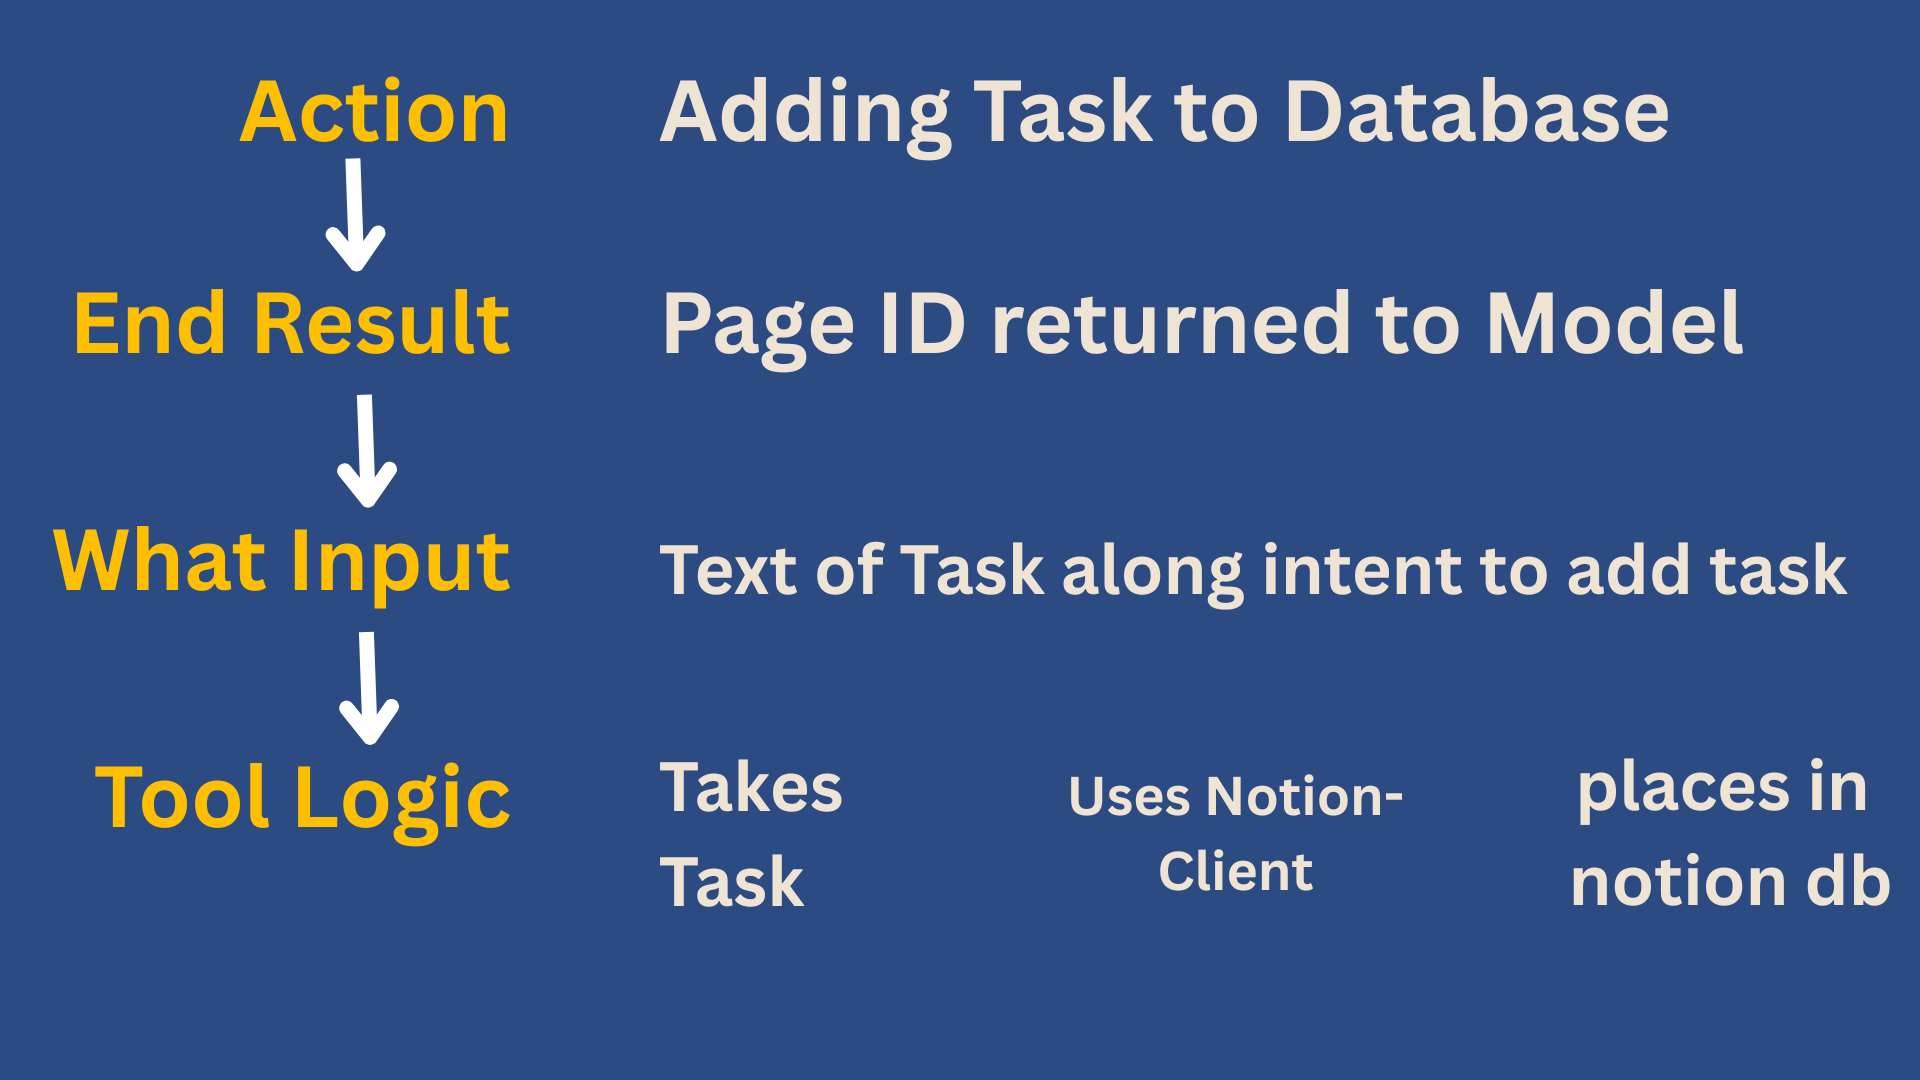 Action
Adding Task to Database
End Result
Page ID returned to Model
What Input
Text of Task along intent to add task
Tool Logic
Takes
Task
Uses Notion-
Client
places in
notion db